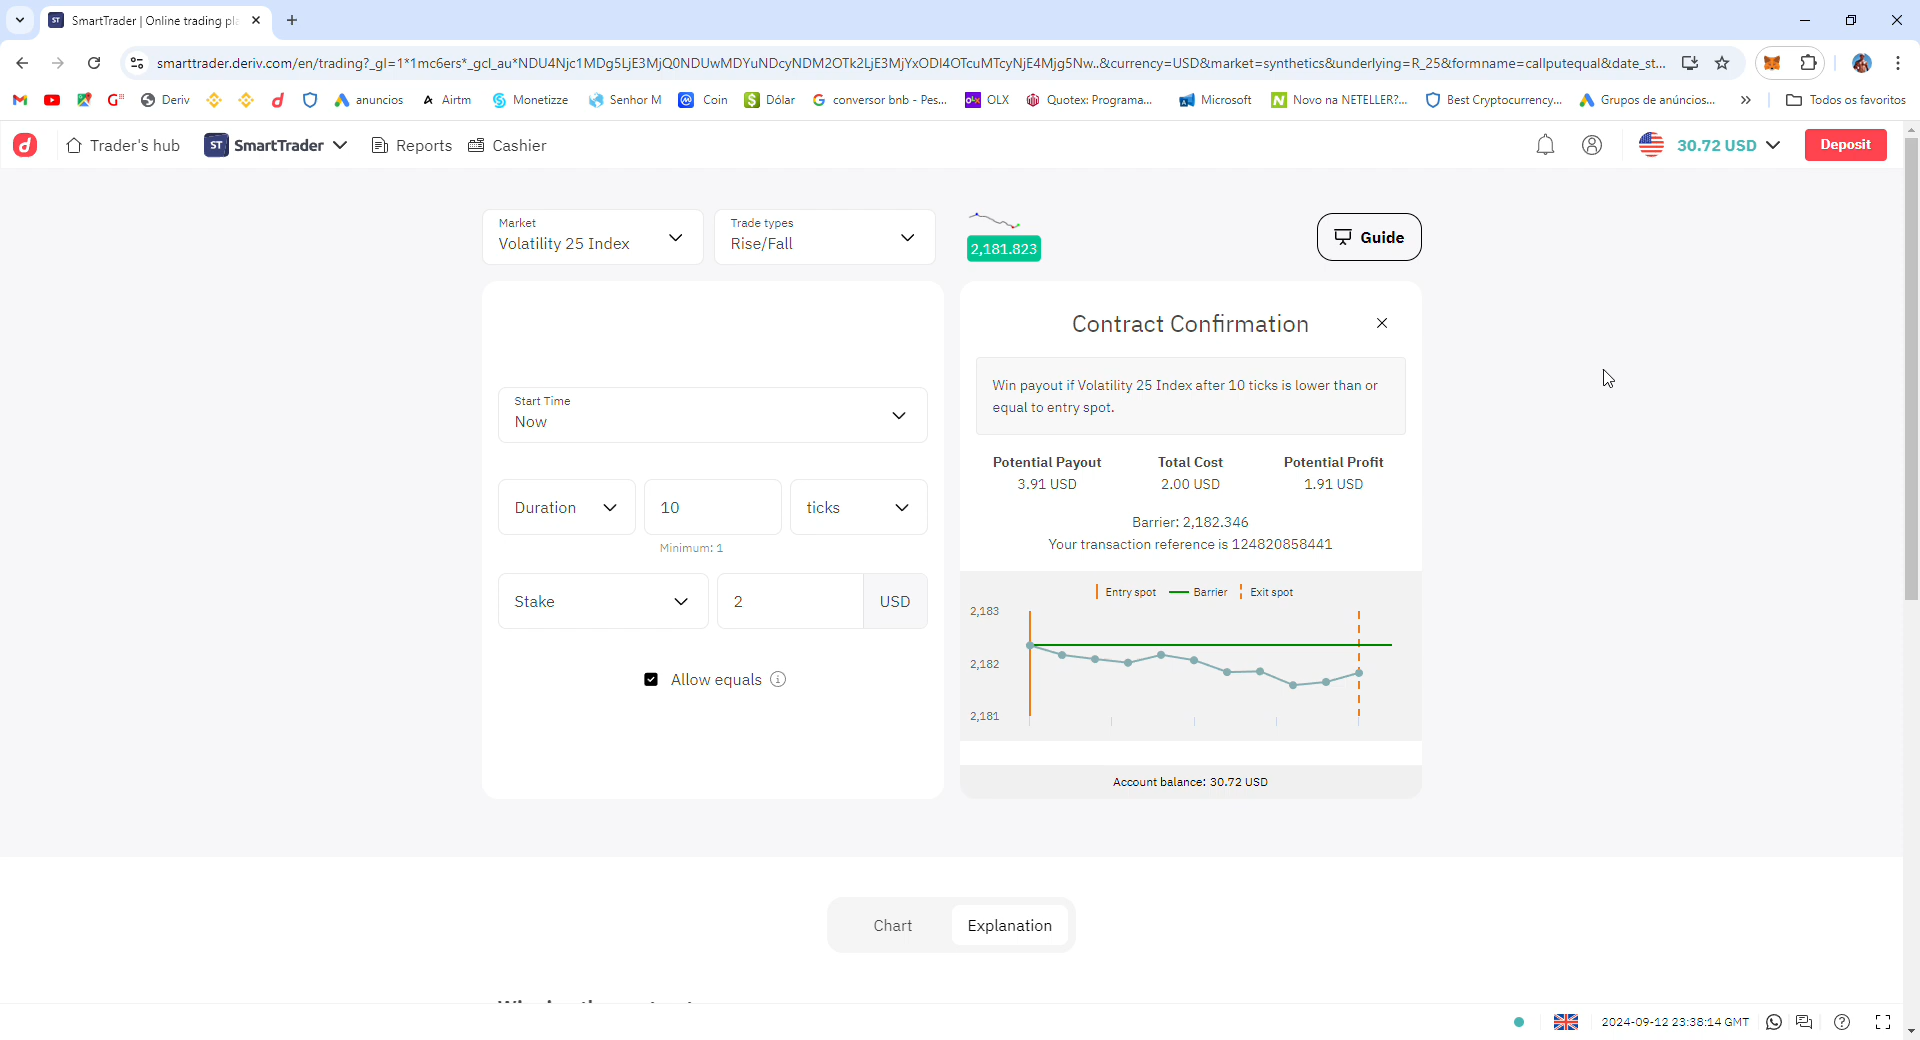 SmartTrader | Online trading pla
smarttrader.deriv.com/en/trading?_gl=1*1mc6ers*_gcl_au*NDU4Njc1MDg5LjE3MjQ0NDUwMDYuNDcyNDM2OTk2LjE3MjYxODI4OTcuMTcyNjE4Mjg5Nw..&currency=USD&market=synthetics&underlying=R_25&formname=callputequal&date_st...
Deriv anuncios Airtm Monetizze Senhor M Coin Dólar conversor bnb - Pes... OLX Quotex: Programa... Microsoft Novo na NETELLER?... Best Cryptocurrency... Grupos de anúncios... » Todos os favoritos
Trader's hub ST SmartTrader Reports Cashier 30.72 USD Deposit
Market
Volatility 25 Index
Trade types
Rise/Fall
2,181.823
Guide
Start Time
Now
Duration 10 ticks
Minimum: 1
Stake 2 USD
Allow equals
Contract Confirmation
Win payout if Volatility 25 Index after 10 ticks is lower than or
equal to entry spot.
Potential Payout Total Cost Potential Profit
3.91 USD 2.00 USD 1.91 USD
Barrier: 2,182.346
Your transaction reference is 124820858441
Entry spot Barrier Exit spot
2,183
2,182
2,181
Account balance: 30.72 USD
Chart Explanation
2024-09-12 23:38:14 GMT